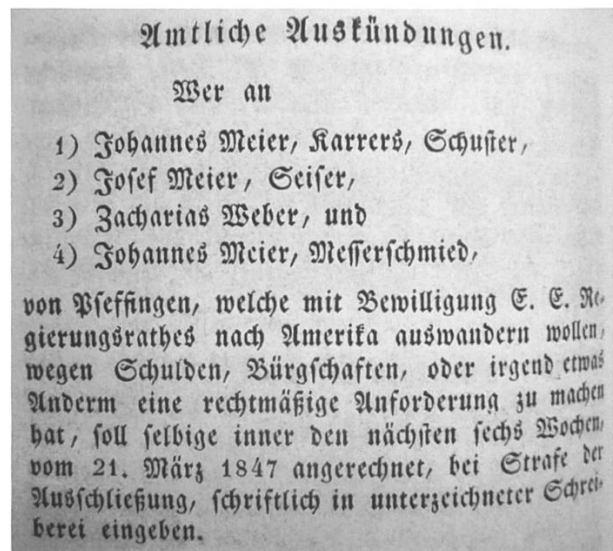 Amtliche Auskündungen.
Wer an
1) Johannes Meier, Karrers, Schuster,
2) Josef Meier, Seiser,
3) Zacharias Weber, und
4) Johannes Meier, Messerschmied,
von Pfeffingen, welche mit Bewilligung E. E. Re-
gierungsrathes nach Amerika auswandern wollen,
wegen Schulden, Bürgschaften, oder irgend etwas
Anderm eine rechtmäßige Anforderung zu machen
hat, soll selbige inner den nächsten sechs Wochen,
vom 21. März 1847 angerechnet, bei Strafe der
Ausschließung, schriftlich in unterzeichneter Schrei-
berei eingeben.